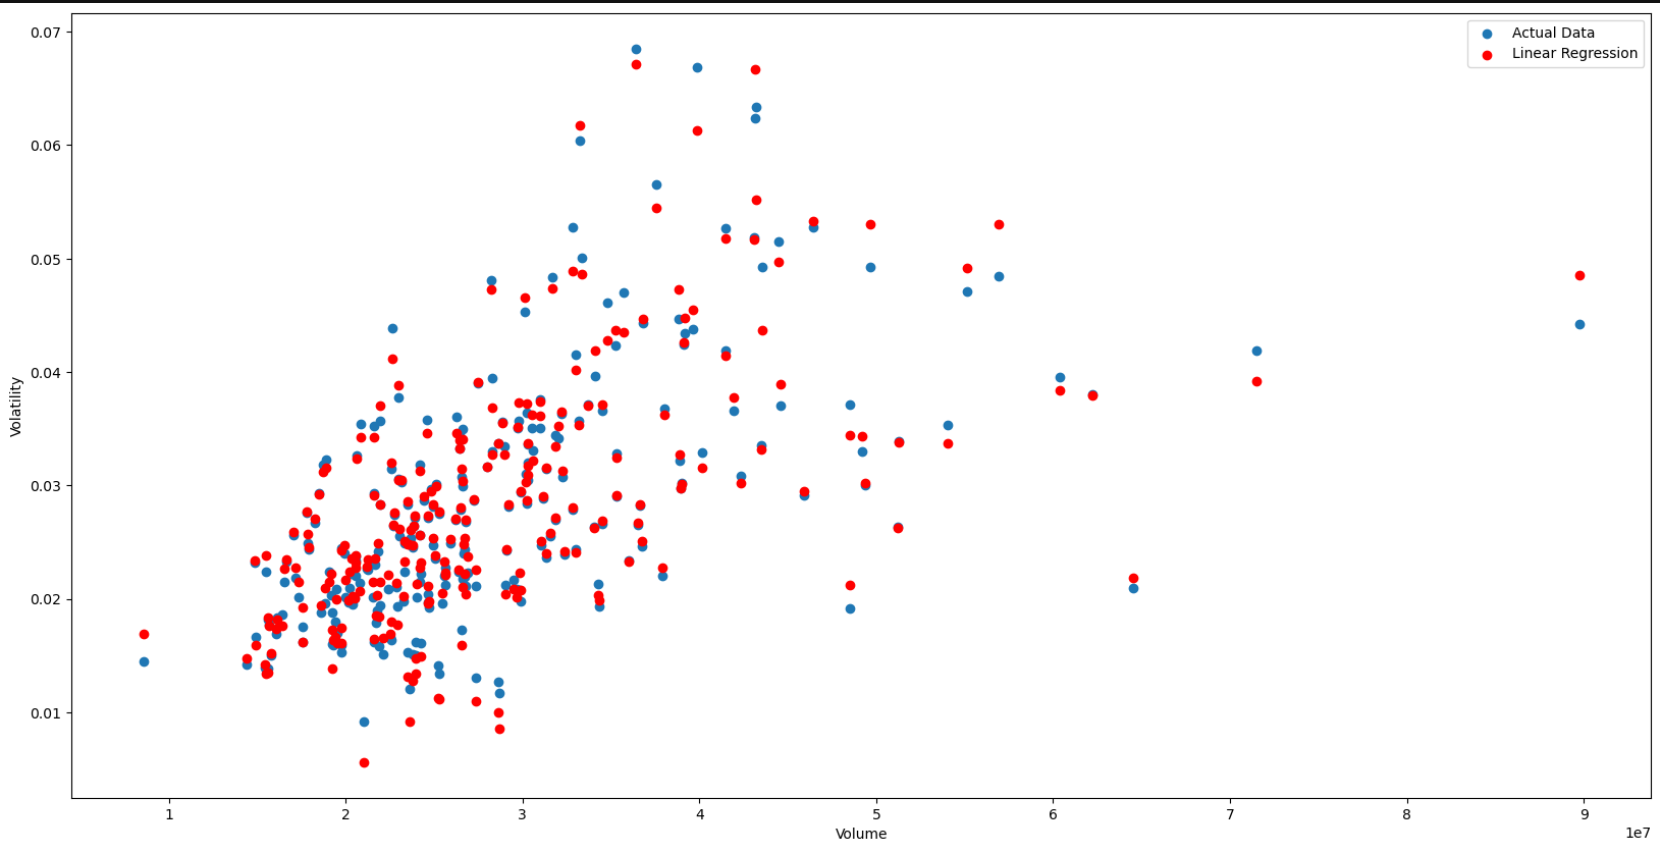 Actual Data
Linear Regression
0.07
0.06
0.05
0.04
0.03
0.02
0.01
Volatility
1 2 3 4 5 6 7 8 9
1e7
Volume